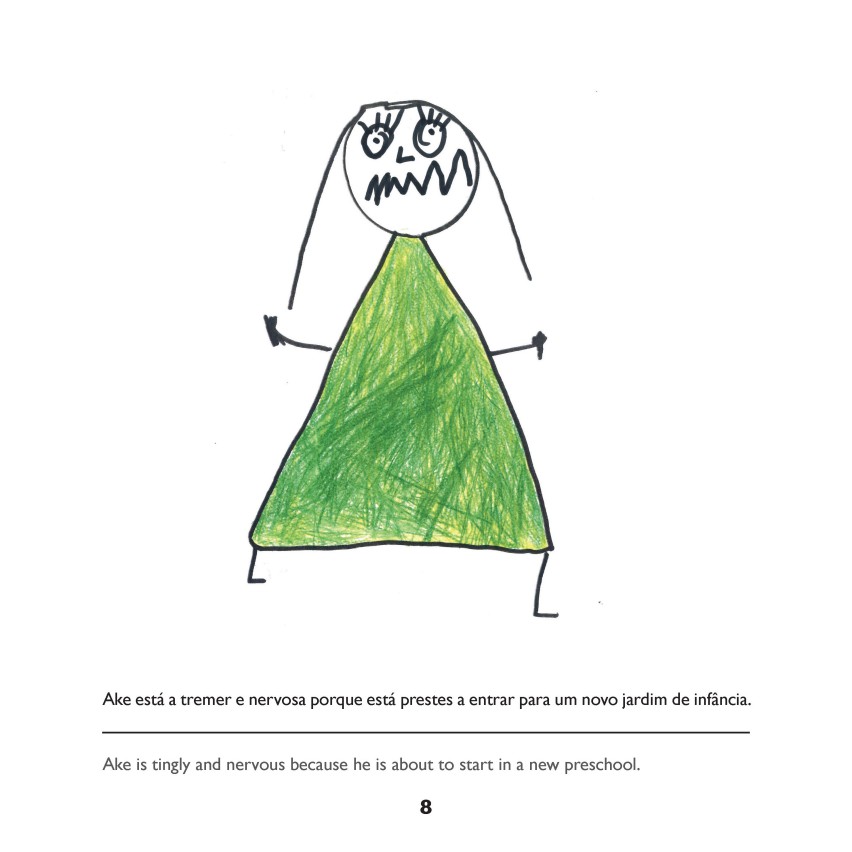 Ake está a tremer e nervosa porque está prestes a entrar para um novo jardim de infância.
Ake is tingly and nervous because he is about to start in a new preschool.
8